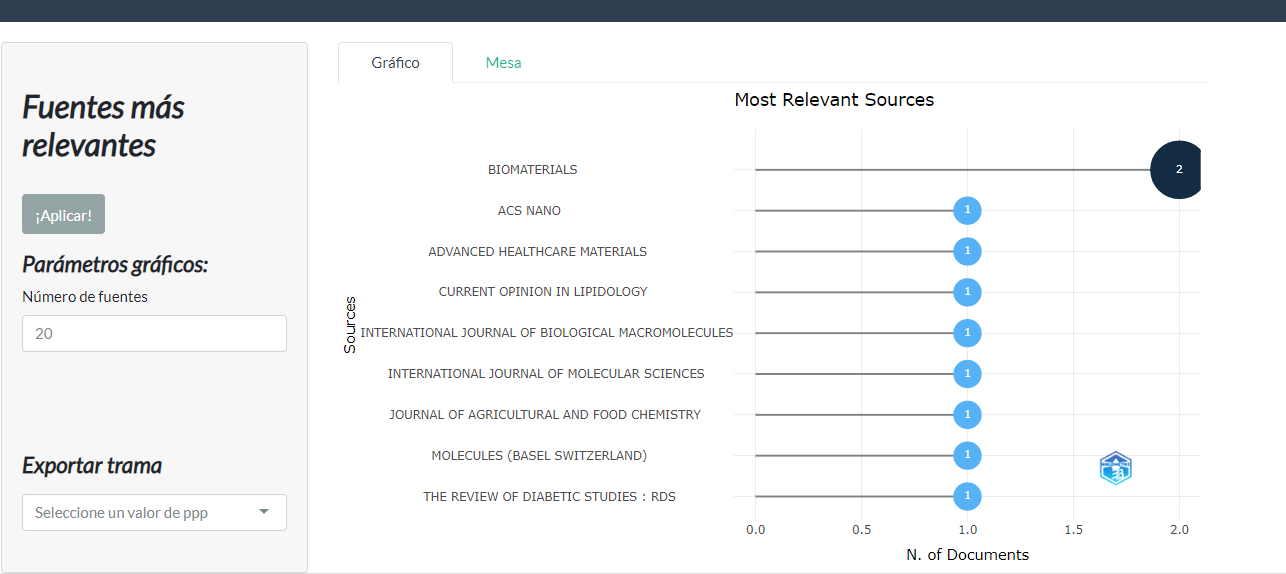 Fuentes más
relevantes
¡Aplicar!
Parámetros gráficos:
Número de fuentes
20
Exportar trama
Seleccione un valor de ppp
Gráfico
Mesa
Most Relevant Sources
Sources
BIOMATERIALS
2
ACS NANO
1
ADVANCED HEALTHCARE MATERIALS
1
CURRENT OPINION IN LIPIDOLOGY
1
INTERNATIONAL JOURNAL OF BIOLOGICAL MACROMOLECULES
1
INTERNATIONAL JOURNAL OF MOLECULAR SCIENCES
1
JOURNAL OF AGRICULTURAL AND FOOD CHEMISTRY
1
MOLECULES (BASEL SWITZERLAND)
1
THE REVIEW OF DIABETIC STUDIES : RDS
1
0.0 0.5 1.0 1.5 2.0
N. of Documents